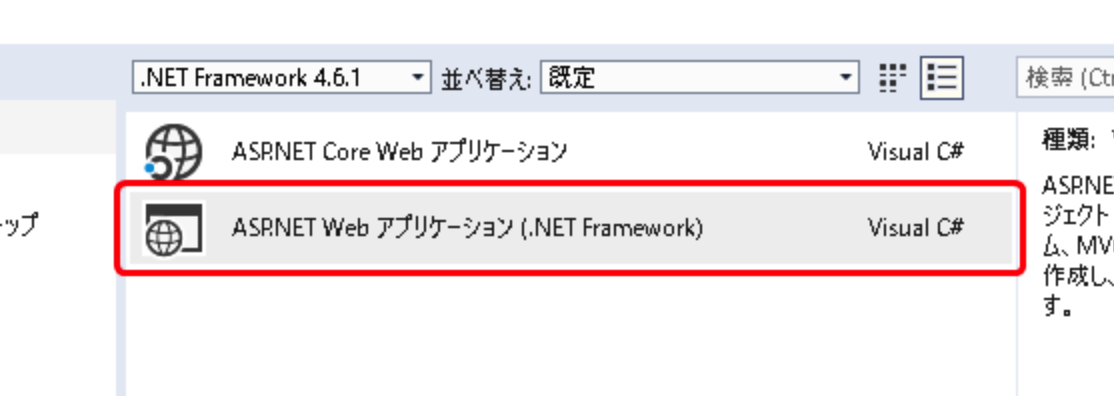 .NET Framework 4.6.1 並べ替え: 既定 検索 (Ctr
ASP.NET Core Web アプリケーション Visual C#
ASP.NET Web アプリケーション (.NET Framework) Visual C#
ップ
種類:
ASP.NE
ジェクト
ム、MV
作成し、
す。